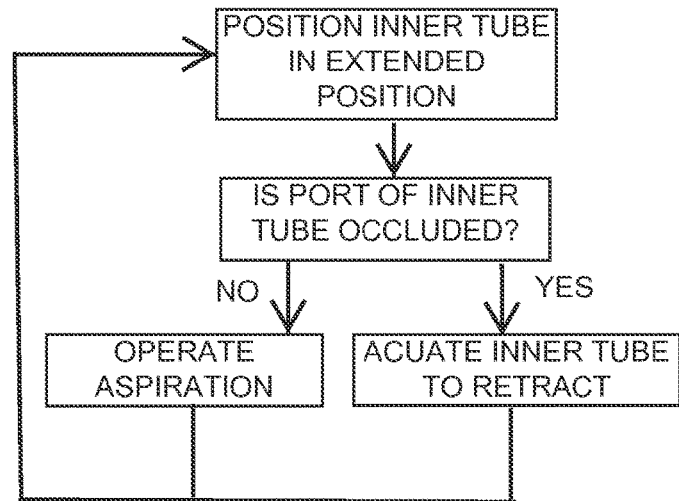 POSITION INNER TUBE
IN EXTENDED
POSITION
IS PORT OF INNER
TUBE OCCLUDED?
NO
YES
OPERATE
ASPIRATION
ACUATE INNER TUBE
TO RETRACT